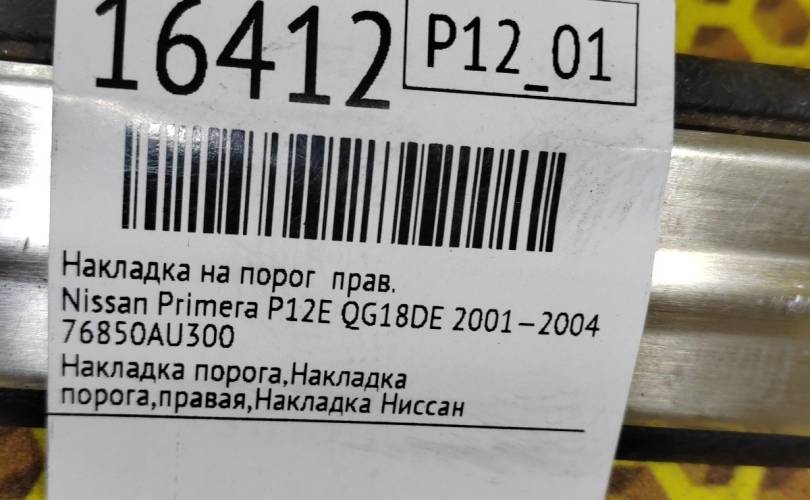 16412
P12_01
Накладка на порог прав.
Nissan Primera P12E QG18DE 2001-2004
76850AU300
Накладка порога,Накладка
порога,правая,Накладка Ниссан